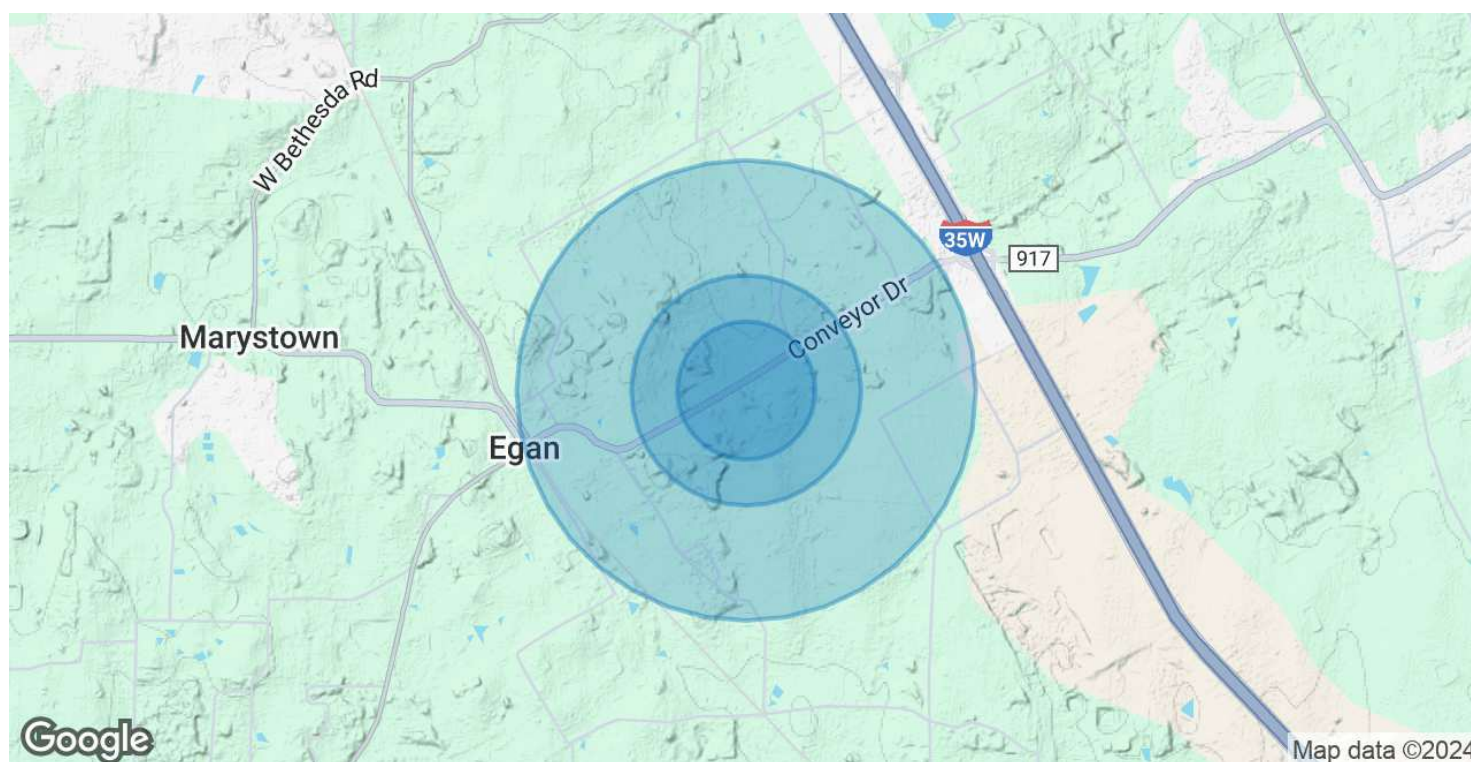 W Bethesda Rd
35W
917
Conveyor Dr
Marystown
Egan
Google
Map data ©2024